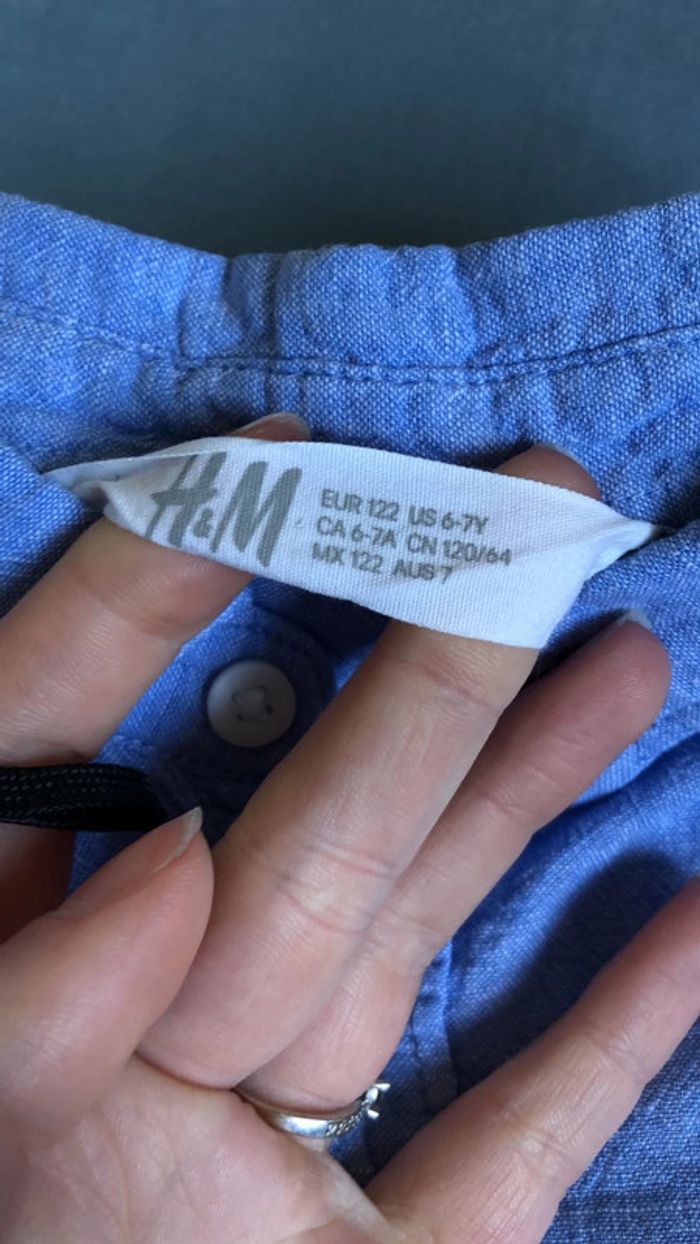 H&M
EUR 122 US 6-7Y
CA 6-7A CN 120/64
MX 122 AUS 7